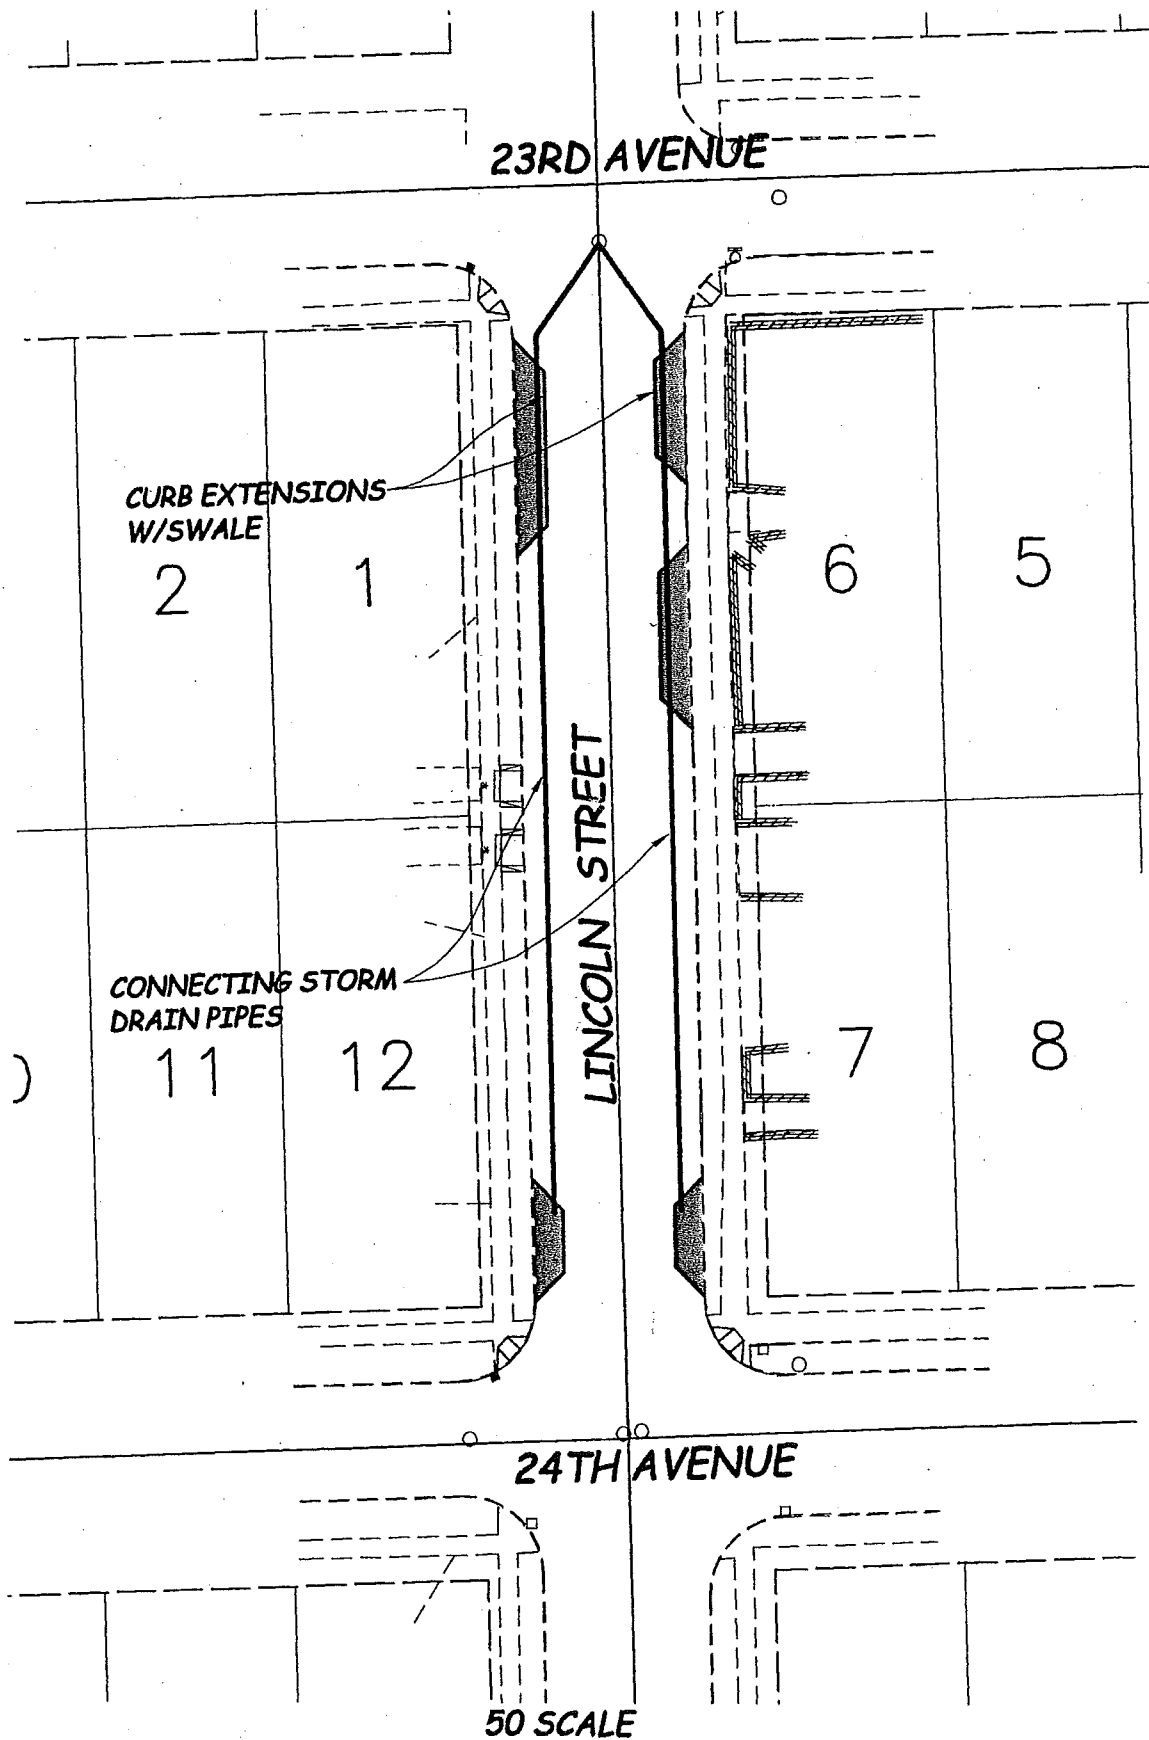 23RD AVENUE
CURB EXTENSIONS
W/SWALE
2
1
6
5
LINCOLN STREET
CONNECTING STORM
DRAIN PIPES
11
12
7
8
24TH AVENUE
50 SCALE